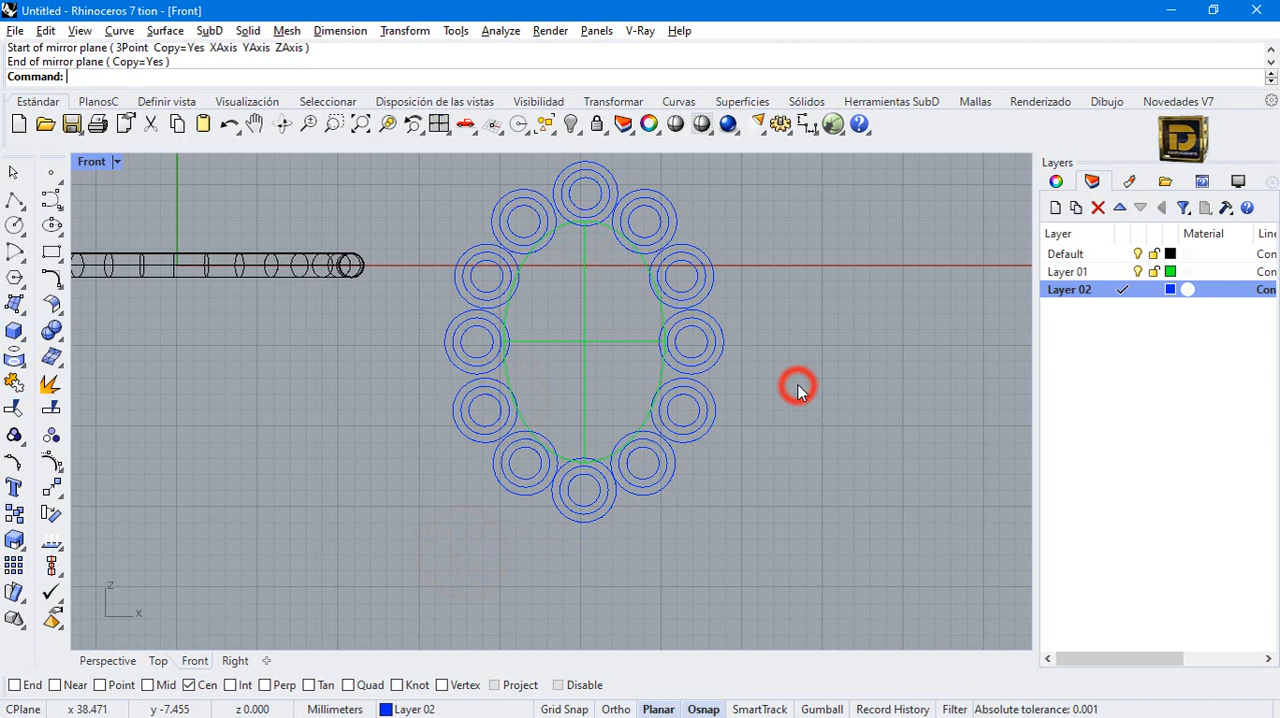 Untitled - Rhinoceros 7 tion - [Front]
File Edit View Curve Surface SubD Solid Mesh Dimension Transform Tools Analyze Render Panels V-Ray Help
Start of mirror plane ( 3Point Copy=Yes XAxis YAxis ZAxis )
End of mirror plane ( Copy=Yes )
Command:
Estándar PlanosC Definir vista Visualización Seleccionar Disposición de las vistas Visibilidad Transformar Curvas Superficies Sólidos Herramientas SubD Mallas Renderizado Dibujo Novedades V7
Front
Layers
Layer Material Line
Default Con
Layer 01 Con
Layer 02 Con
z
x
Perspective Top Front Right
End Near Point Mid Cen Int Perp Tan Quad Knot Vertex Project Disable
CPlane x 38.471 y -7.455 z 0.000 Millimeters Layer 02 Grid Snap Ortho Planar Osnap SmartTrack Gumball Record History Filter Absolute tolerance: 0.001